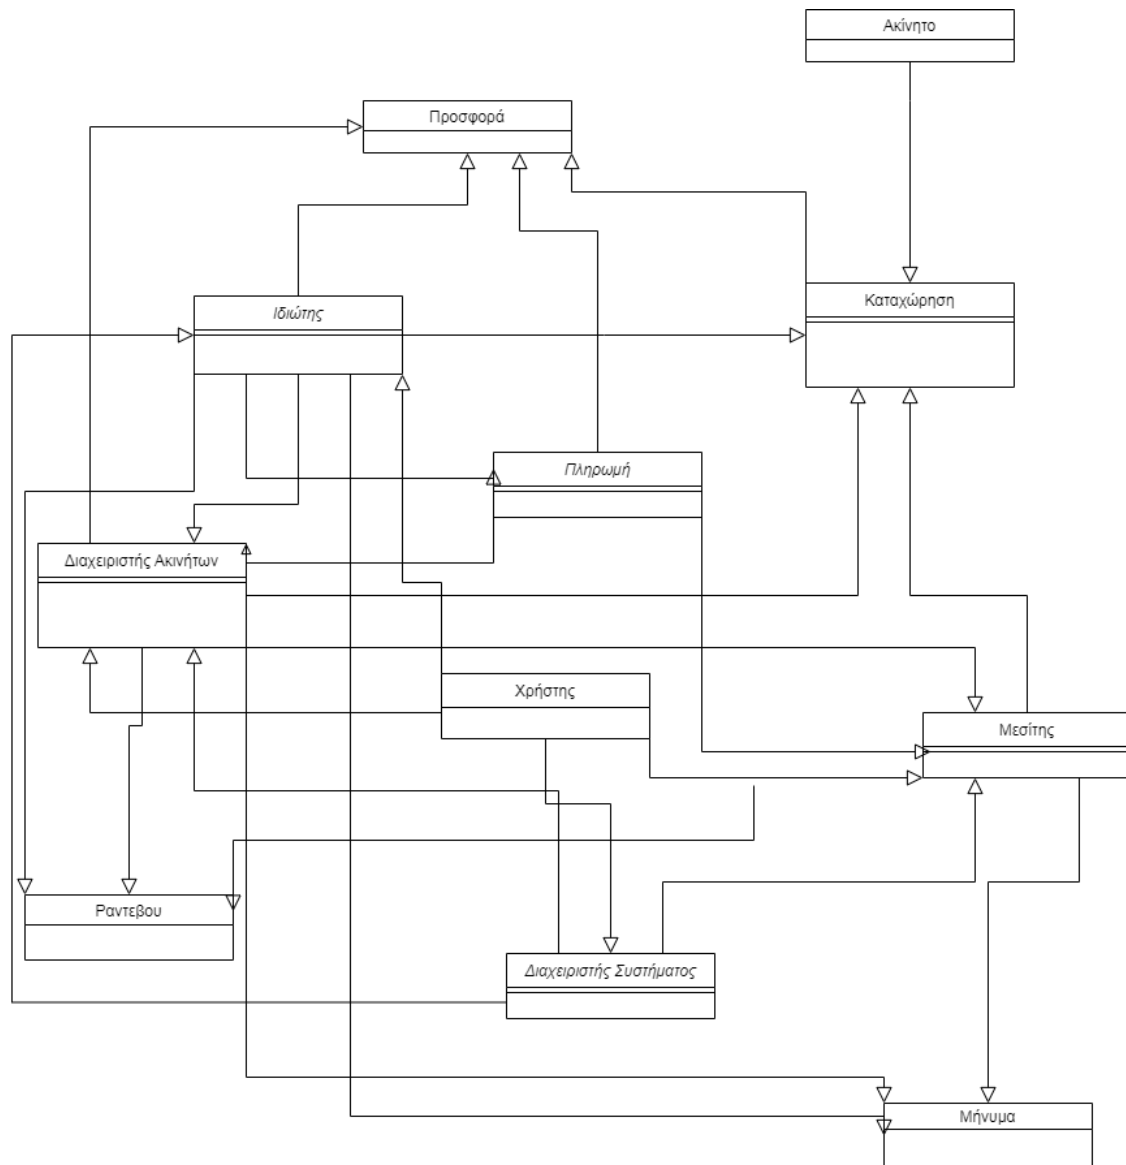 Ακίνητο
Προσφορά
Καταχώρηση
Ιδιώτης
Πληρωμή
Διαχειριστής Ακινήτων
Χρήστης
Μεσίτης
Ραντεβου
Διαχειριστής Συστήματος
Μήνυμα